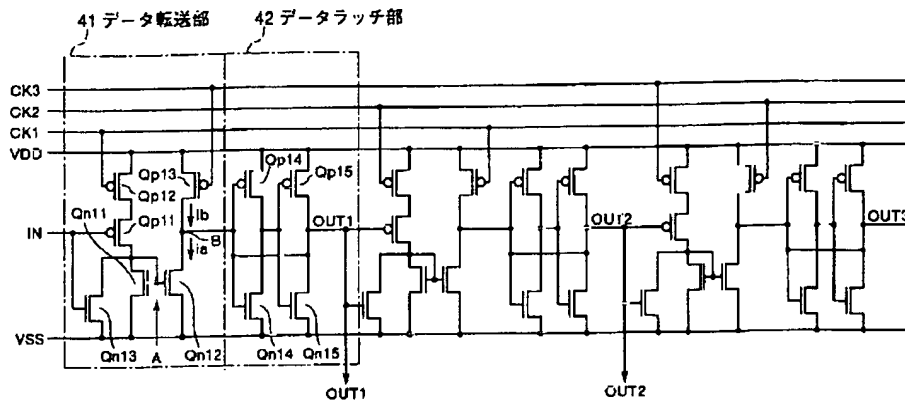 41 データ転送部
42 データラッチ部
CK3
CK2
CK1
VDD
Qp13
Qp12
Qp14
Qp15
Qp11
Ib
Qn11
IN
B
ia
OUT1
OUT2
OUT3
VSS
Qn13
A
Qn12
Qn14
Qn15
OUT1
OUT2